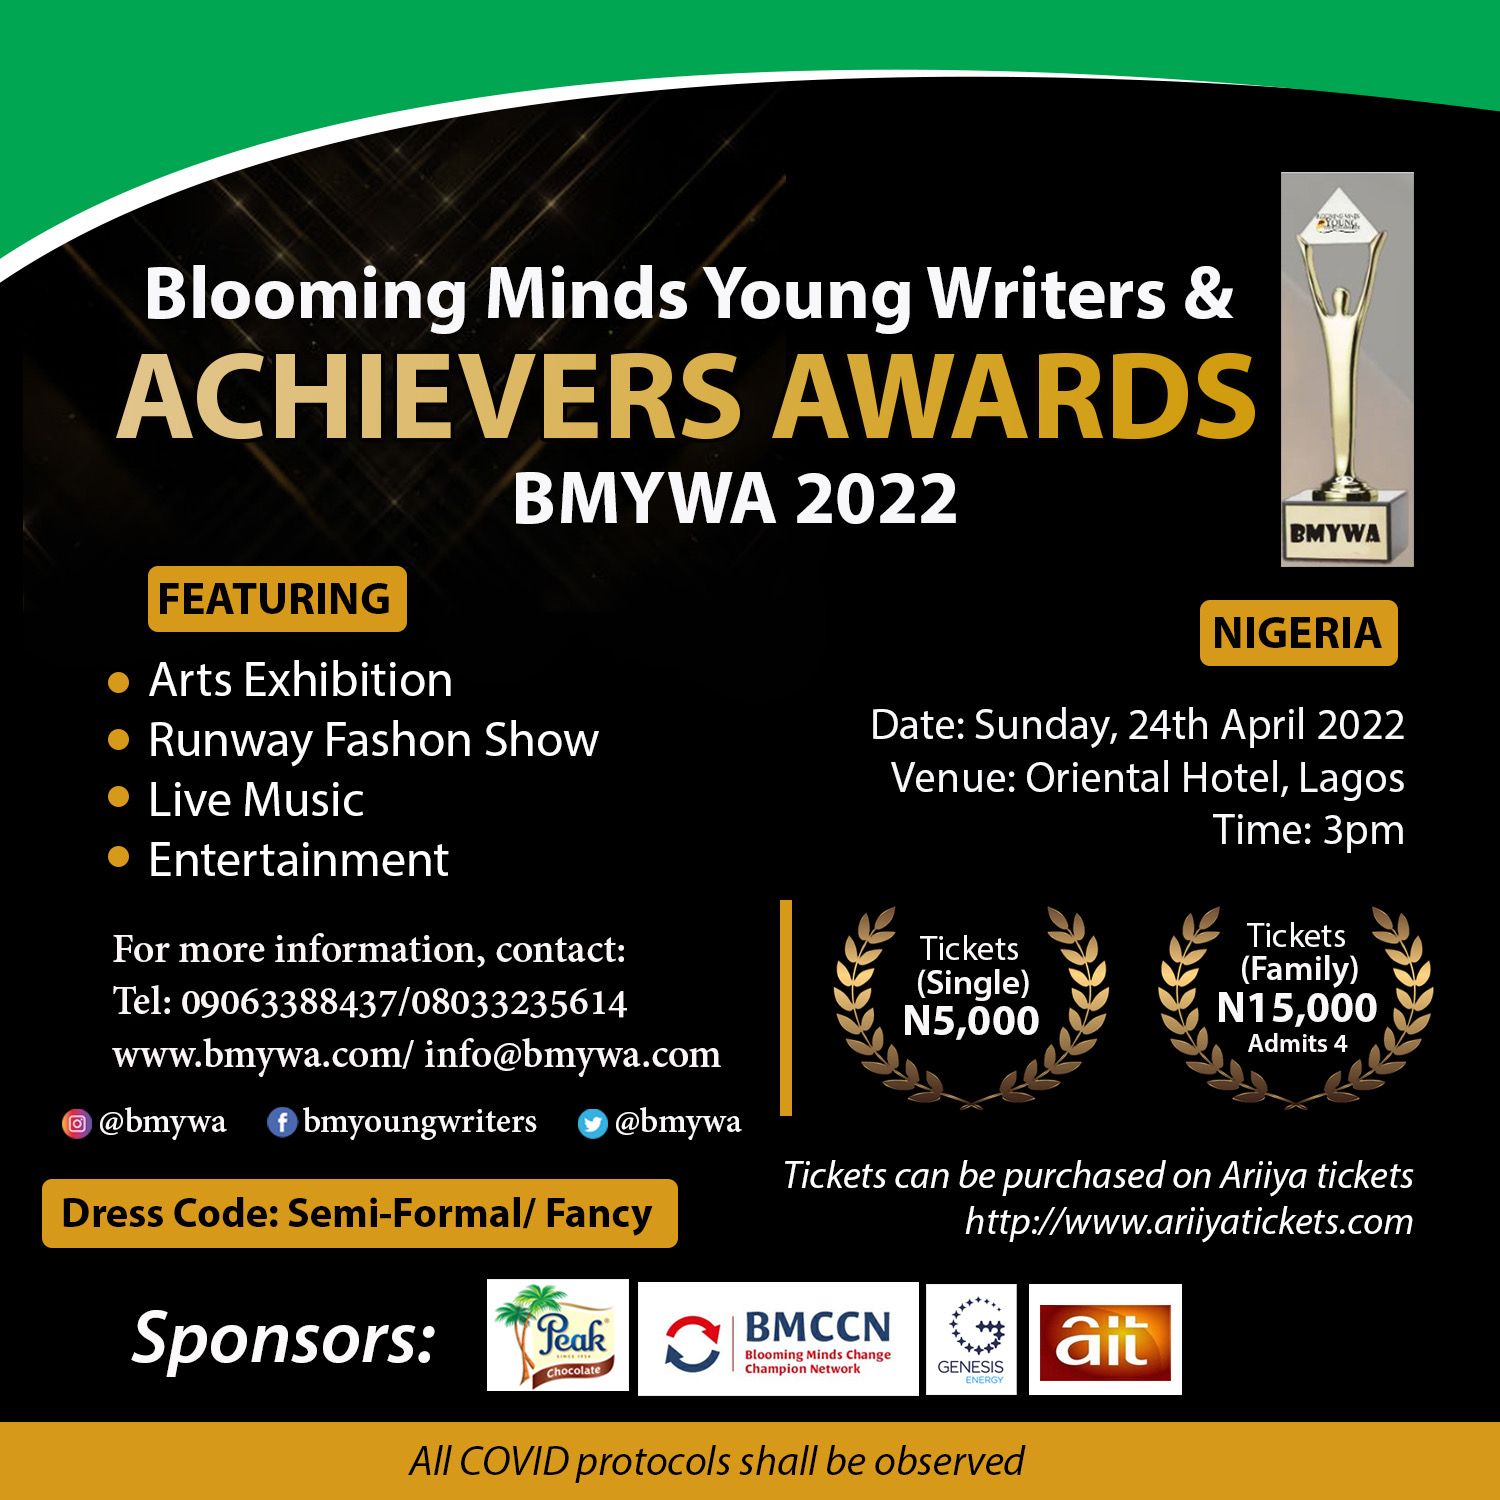 Blooming Minds Young Writers &
ACHIEVERS AWARDS
BMYWA 2022
YOUNG
BMYWA
FEATURING
Arts Exhibition
Runway Fashon Show
Live Music
Entertainment
NIGERIA
Date: Sunday, 24th April 2022
Venue: Oriental Hotel, Lagos
Time: 3pm
For more information, contact:
Tel: 09063388437/08033235614
www.bmywa.com/ info@bmywa.com
@bmywa bmyoungwriters @bmywa
Tickets
(Single)
N5,000
Tickets
(Family)
N15,000
Admits 4
Tickets can be purchased on Ariiya tickets
http://www.ariiyatickets.com
Dress Code: Semi-Formal/ Fancy
Sponsors:
Peak
SINCE 1954
Chocolate
BMCCN
Blooming Minds Change
Champion Network
GENESIS
ENERGY
ait
All COVID protocols shall be observed